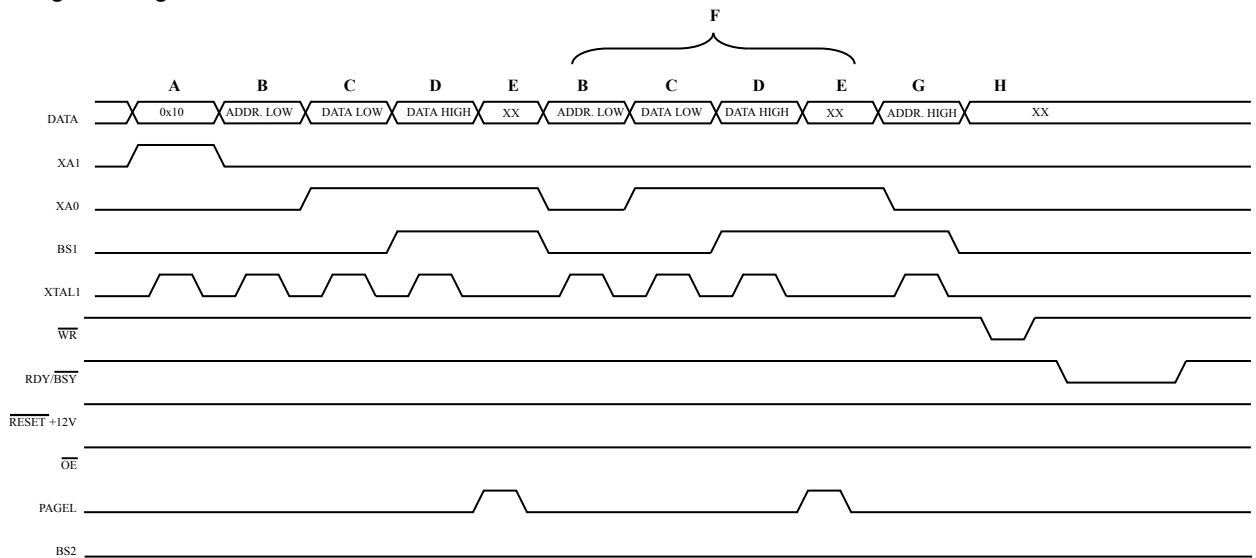 F
A B C D E B C D E G H
DATA 0x10 ADDR. LOW DATA LOW DATA HIGH XX ADDR. LOW DATA LOW DATA HIGH XX ADDR. HIGH XX
XA1
XA0
BS1
XTAL1
WR
RDY/BSY
RESET +12V
OE
PAGEL
BS2